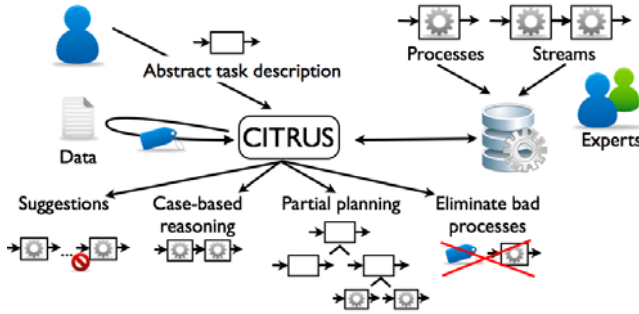 Processes
Streams
Abstract task description
Data
CITRUS
Experts
Suggestions
Case-based
reasoning
Partial planning
Eliminate bad
processes